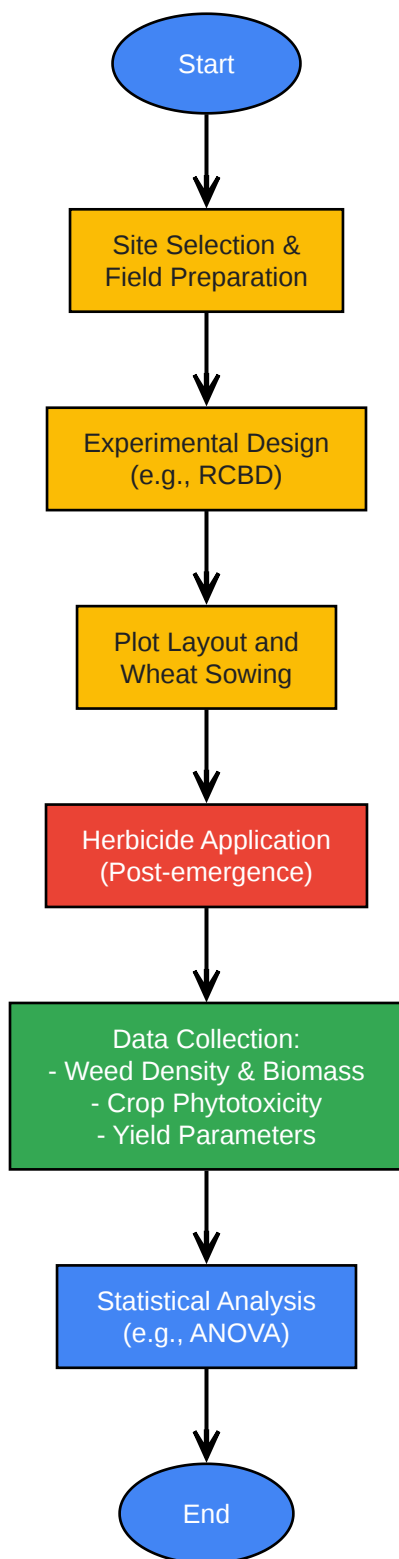 Start
Site Selection &
Field Preparation
Experimental Design
(e.g., RCBD)
Plot Layout and
Wheat Sowing
Herbicide Application
(Post-emergence)
Data Collection:
- Weed Density & Biomass
- Crop Phytotoxicity
- Yield Parameters
Statistical Analysis
(e.g., ANOVA)
End